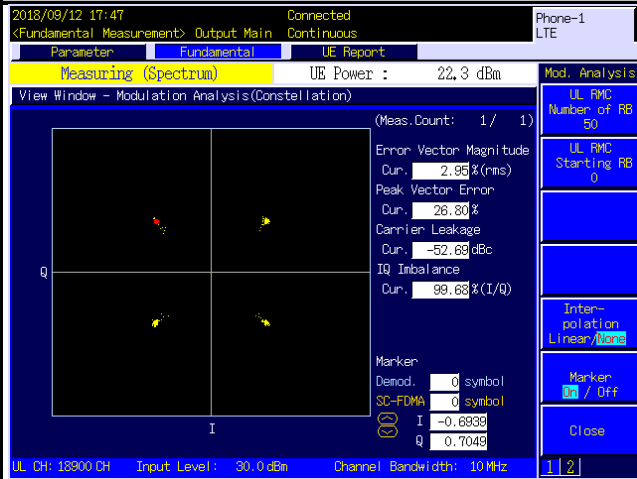 2018/09/12 17:47 Connected Phone-1
<Fundamental Measurement> Output Main Continuous LTE
Parameter Fundamental UE Report
Measuring (Spectrum) UE Power : 22.3 dBm Mod. Analysis
View Window - Modulation Analysis(Constellation)
UL RMC
Number of RB
50
(Meas.Count: 1/ 1)
Error Vector Magnitude
Cur. 2.95 %(rms)
UL RMC
Starting RB
0
Peak Vector Error
Cur. 26.80 %
Carrier Leakage
Cur. -52.69 dBc
IQ Imbalance
Cur. 99.68 %(I/Q)
Q
I
Inter-
polation
Linear/None
Marker
Demod. 0 symbol
SC-FDMA 0 symbol
I -0.6939
Q 0.7049
Marker
On / Off
Close
UL CH: 18900 CH Input Level: 30.0 dBm Channel Bandwidth: 10 MHz 1 2